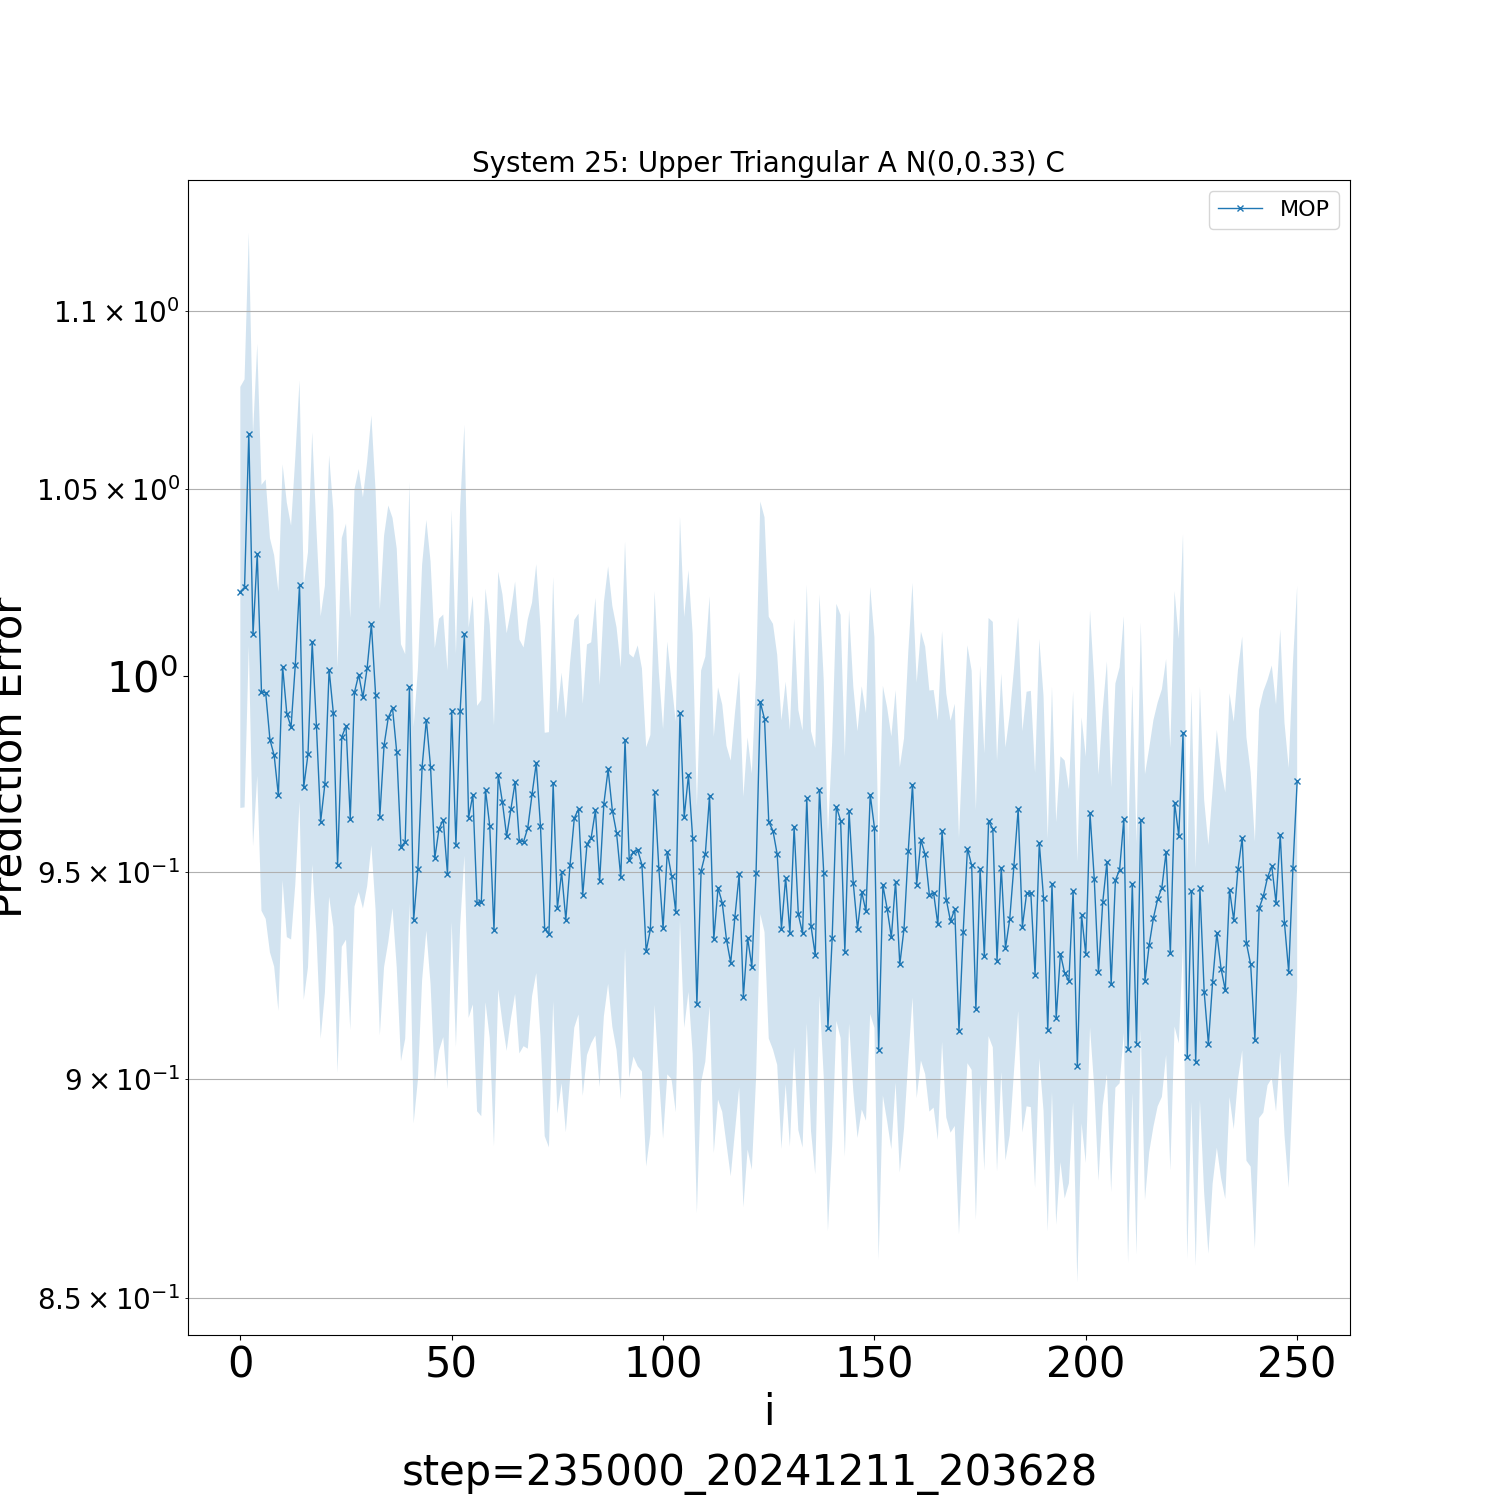 System 25: Upper Triangular A N(0,0.33) C
MOP
Prediction Error
1.1 × 10⁰
1.05 × 10⁰
10⁰
9.5 × 10⁻¹
9 × 10⁻¹
8.5 × 10⁻¹
0 50 100 150 200 250
i
step=235000_20241211_203628